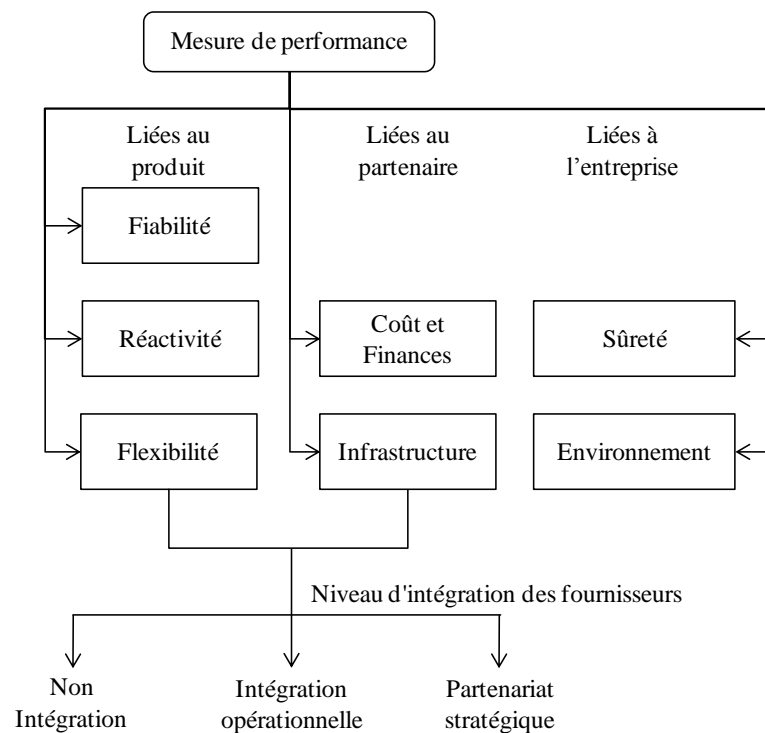 Mesure de performance
Liées au
produit
Liées au
partenaire
Liées à
l’entreprise
Fiabilité
Réactivité
Coût et
Finances
Sûreté
Flexibilité
Infrastructure
Environnement
Niveau d'intégration des fournisseurs
Non
Intégration
Intégration
opérationnelle
Partenariat
stratégique